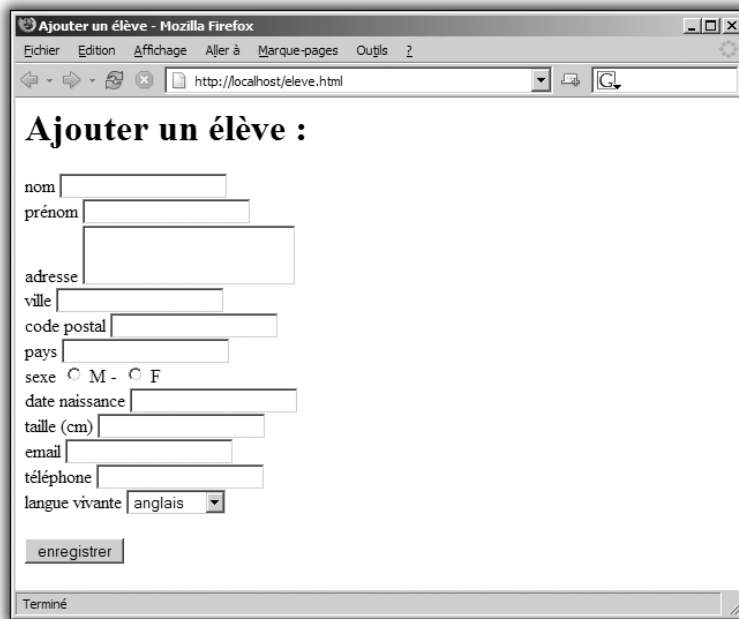 Ajouter un élève - Mozilla Firefox
Fichier Edition Affichage Aller à Marque-pages Outils ?
http://localhost/eleve.html G
Ajouter un élève :
nom
prénom
adresse
ville
code postal
pays
sexe M - F
date naissance
taille (cm)
email
téléphone
langue vivante anglais
enregistrer
Terminé